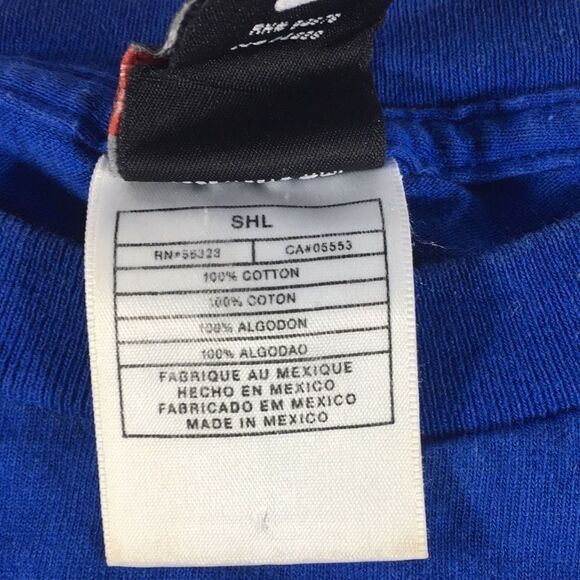 SHL
RN#55323 CA#05553
100% COTTON
100% COTON
100% ALGODON
100% ALGODAO
FABRIQUE AU MEXIQUE
HECHO EN MEXICO
FABRICADO EM MEXICO
MADE IN MEXICO